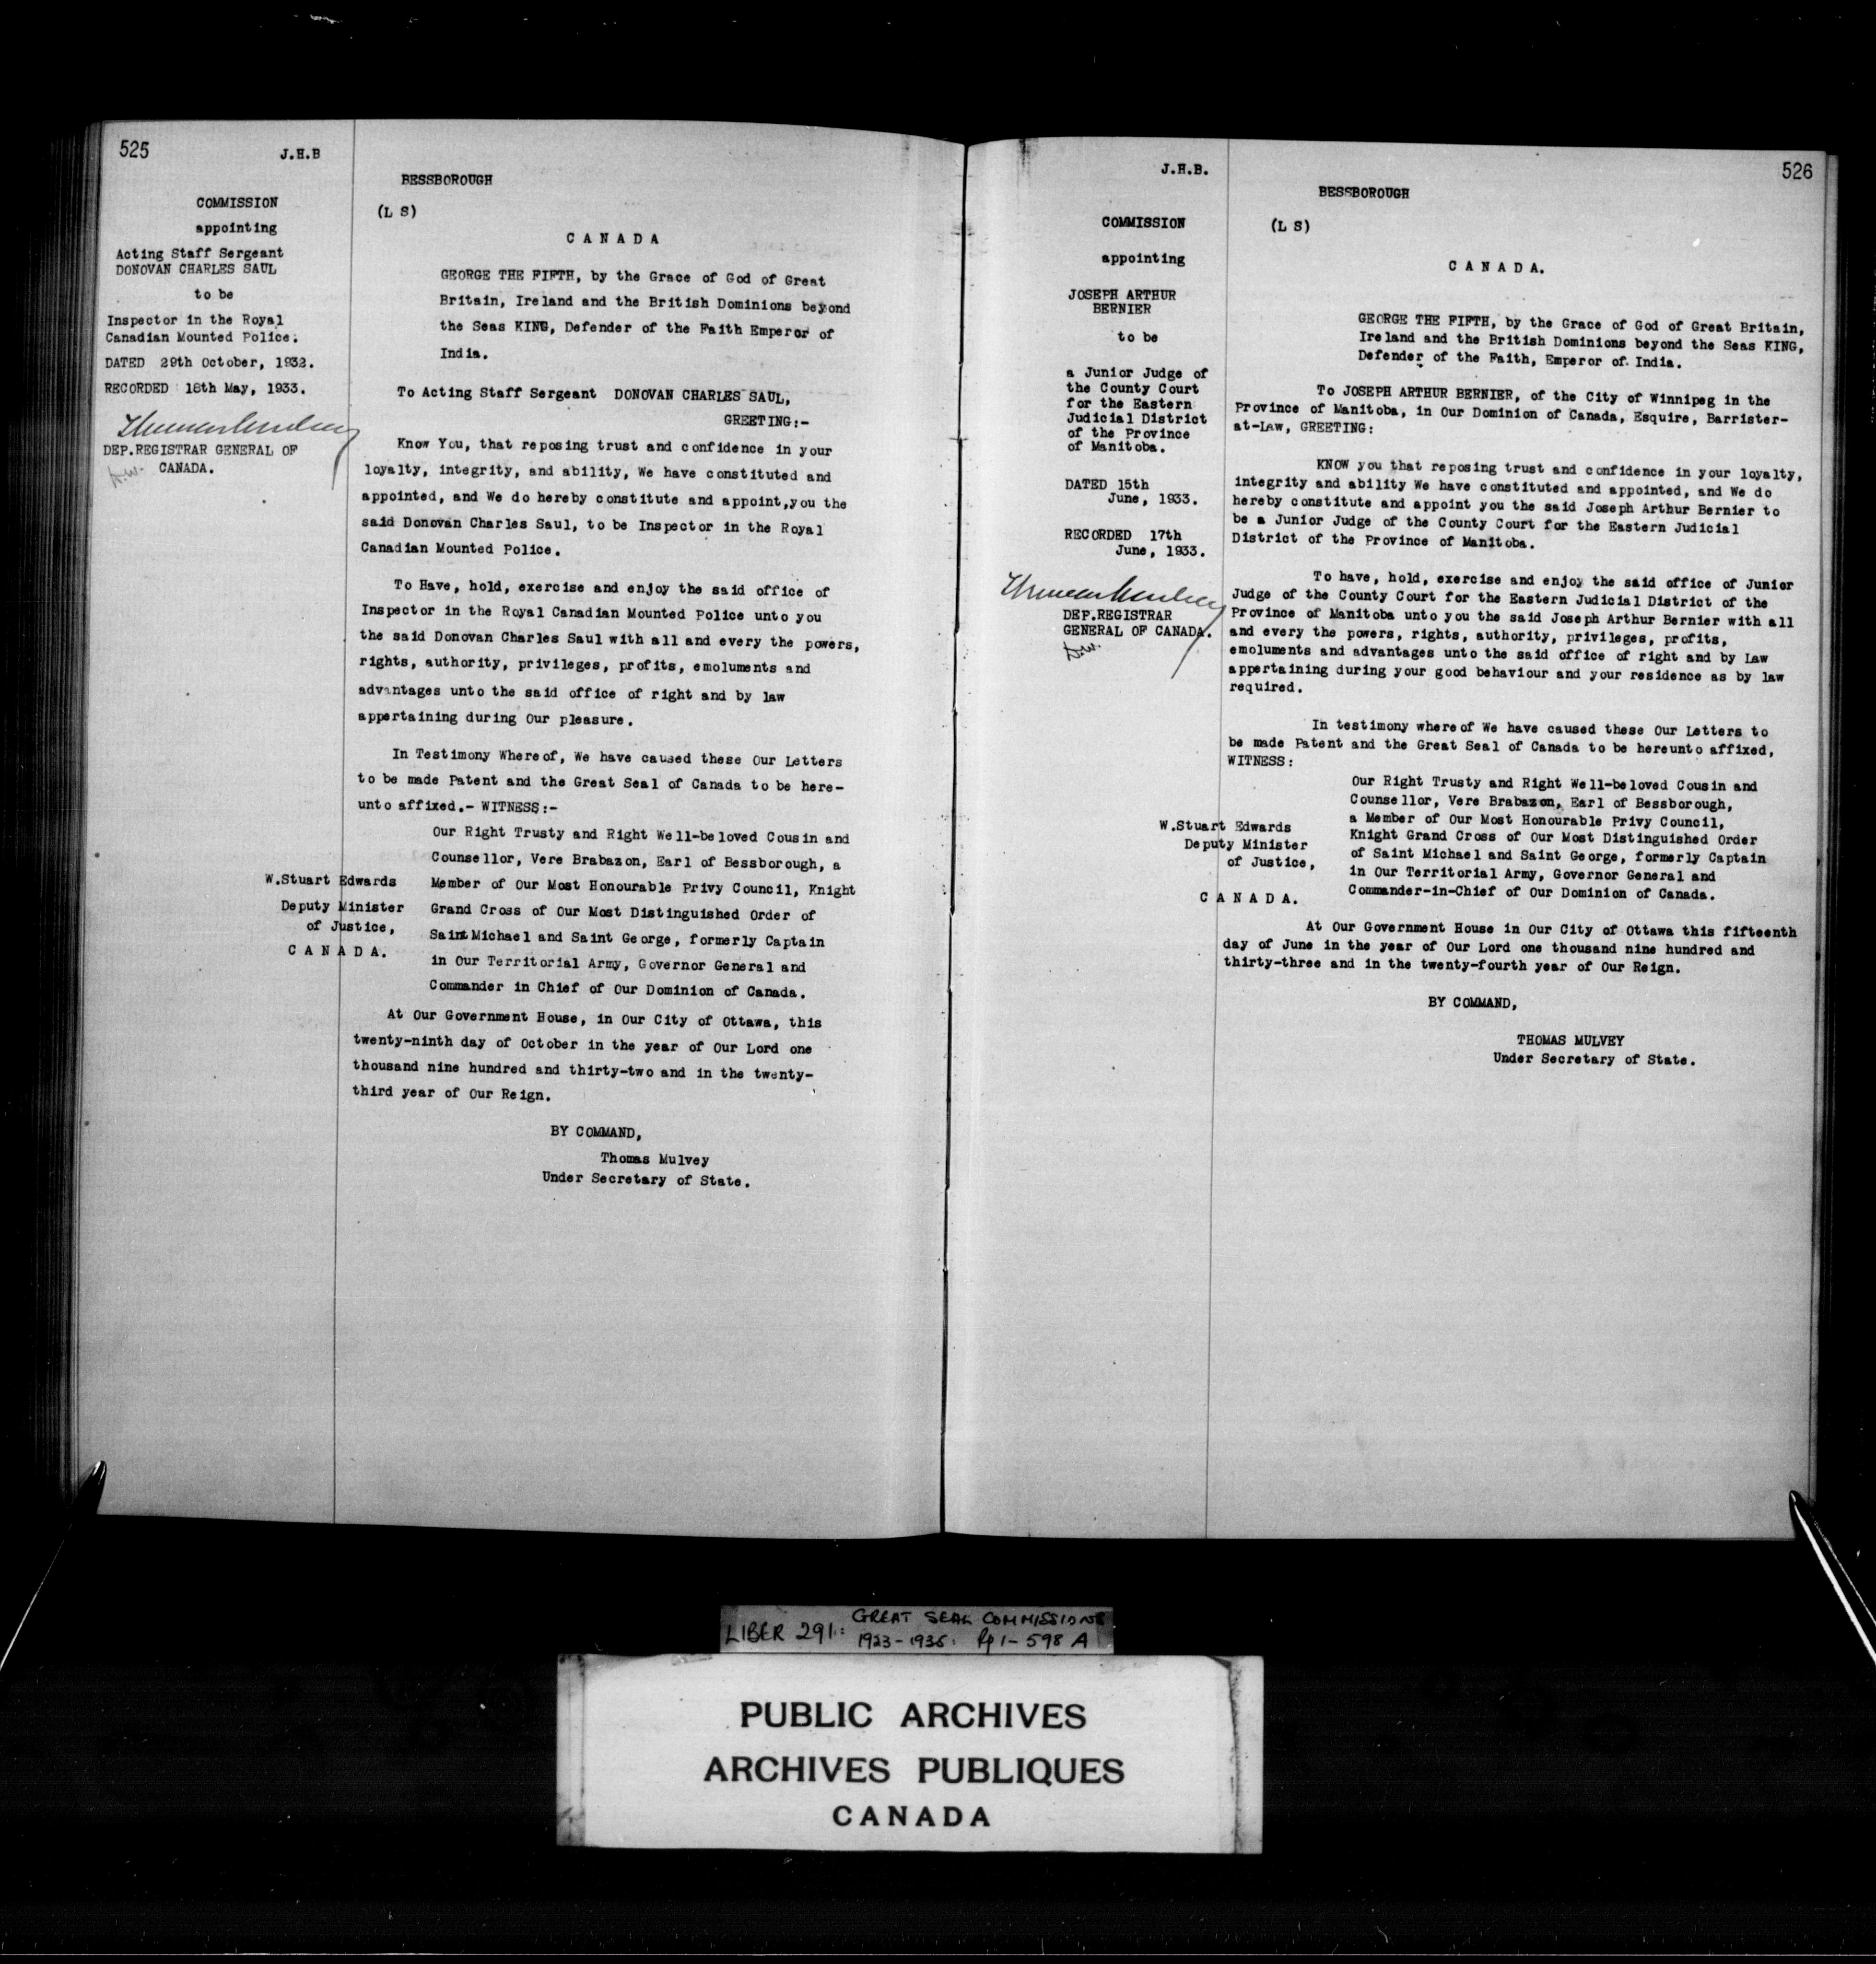 525
J.H.B
COMMISSION
appointing
Acting Staff Sergeant
DONOVAN CHARLES SAUL
to be
Inspector in the Royal
Canadian Mounted Police.
DATED 29th October, 1932.
RECORDED 16th May, 1933.
Thomas Mulvey
DEP.REGISTRAR GENERAL OF
CANADA.
BESSBOROUGH
(L S)
C A N A D A
GEORGE THE FIFTH, by the Grace of God of Great
Britain, Ireland and the British Dominions beyond
the Seas KING, Defender of the Faith Emperor of
India.
To Acting Staff Sergeant DONOVAN CHARLES SAUL,
GREETING:-
Know You, that reposing trust and confidence in your
loyalty, integrity, and ability, We have constituted and
appointed, and We do hereby constitute and appoint,you the
said Donovan Charles Saul, to be Inspector in the Royal
Canadian Mounted Police.
To Have, hold, exercise and enjoy the said office of
Inspector in the Royal Canadian Mounted Police unto you
the said Donovan Charles Saul with all and every the powers,
rights, authority, privileges, profits, emoluments and
advantages unto the said office of right and by law
appertaining during Our pleasure.
In Testimony Whereof, We have caused these Our Letters
to be made Patent and the Great Seal of Canada to be here-
unto affixed.- WITNESS:-
Our Right Trusty and Right Well-beloved Cousin and
Counsellor, Vere Brabazon, Earl of Bessborough, a
Member of Our Most Honourable Privy Council, Knight
Grand Cross of Our Most Distinguished Order of
Saint Michael and Saint George, formerly Captain
in Our Territorial Army, Governor General and
Commander in Chief of Our Dominion of Canada.
W.Stuart Edwards
Deputy Minister
of Justice,
C A N A D A.
At Our Government House, in Our City of Ottawa, this
twenty-ninth day of October in the year of Our Lord one
thousand nine hundred and thirty-two and in the twenty-
third year of Our Reign.
BY COMMAND,
Thomas Mulvey
Under Secretary of State.
526
J.H.B.
COMMISSION
appointing
JOSEPH ARTHUR
BERNIER
to be
a Junior Judge of
the County Court
for the Eastern
Judicial District
of the Province
of Manitoba.
DATED 15th
June, 1933.
RECORDED 17th
June, 1933.
Thomas Mulvey
DEP.REGISTRAR
GENERAL OF CANADA.
BESSBOROUGH
(L S)
C A N A D A.
GEORGE THE FIFTH, by the Grace of God of Great Britain,
Ireland and the British Dominions beyond the Seas KING,
Defender of the Faith, Emperor of India.
To JOSEPH ARTHUR BERNIER, of the City of Winnipeg in the
Province of Manitoba, in Our Dominion of Canada, Esquire, Barrister-
at-Law, GREETING:
KNOW you that reposing trust and confidence in your loyalty,
integrity and ability We have constituted and appointed, and We do
hereby constitute and appoint you the said Joseph Arthur Bernier to
be a Junior Judge of the County Court for the Eastern Judicial
District of the Province of Manitoba.
To have, hold, exercise and enjoy the said office of Junior
Judge of the County Court for the Eastern Judicial District of the
Province of Manitoba unto you the said Joseph Arthur Bernier with all
and every the powers, rights, authority, privileges, profits,
emoluments and advantages unto the said office of right and by Law
appertaining during your good behaviour and your residence as by law
required.
In testimony whereof We have caused these Our Letters to
be made Patent and the Great Seal of Canada to be hereunto affixed,
WITNESS:
Our Right Trusty and Right Well-beloved Cousin and
Counsellor, Vere Brabazon, Earl of Bessborough,
a Member of Our Most Honourable Privy Council,
Knight Grand Cross of Our Most Distinguished Order
of Saint Michael and Saint George, formerly Captain
in Our Territorial Army, Governor General and
Commander-in-Chief of Our Dominion of Canada.
W.Stuart Edwards
Deputy Minister
of Justice,
C A N A D A.
At Our Government House in Our City of Ottawa this fifteenth
day of June in the year of Our Lord one thousand nine hundred and
thirty-three and in the twenty-fourth year of Our Reign.
BY COMMAND,
THOMAS MULVEY
Under Secretary of State.
LIBER 291: GREAT SEAL COMMISSIONS
1923-1935: Pp 1-598 A
PUBLIC ARCHIVES
ARCHIVES PUBLIQUES
CANADA